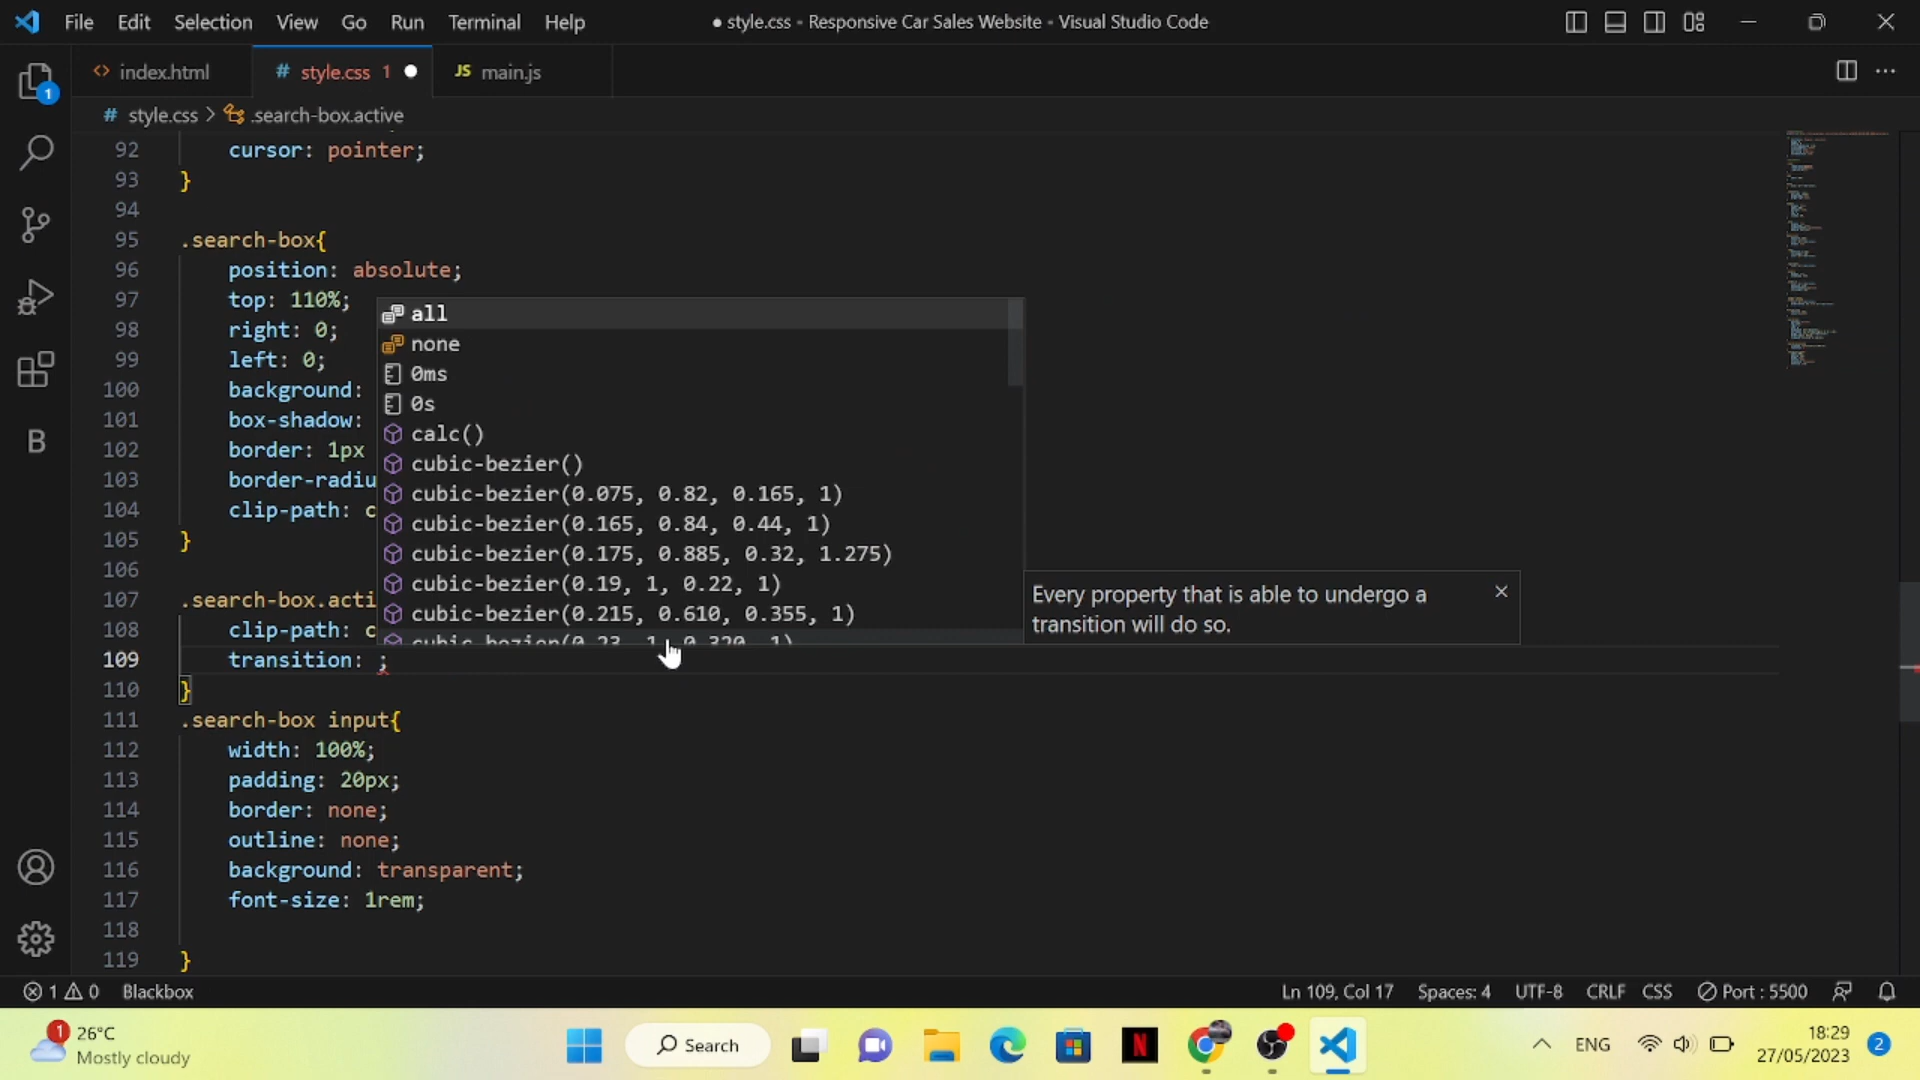 File Edit Selection View Go Run Terminal Help
● style.css - Responsive Car Sales Website - Visual Studio Code
1
<> index.html
# style.css 1 ●
JS main.js
# style.css > .search-box.active
92 cursor: pointer;
93 }
94
95 .search-box{
96 position: absolute;
97 top: 110%;
98 right: 0;
99 left: 0;
100 background:
101 box-shadow:
102 border: 1px
103 border-radiu
104 clip-path: c
105 }
106
107 .search-box.acti
108 clip-path: c
109 transition: ;
110 }
111 .search-box input{
112 width: 100%;
113 padding: 20px;
114 border: none;
115 outline: none;
116 background: transparent;
117 font-size: 1rem;
118
119 }
all
none
0ms
0s
calc()
cubic-bezier()
cubic-bezier(0.075, 0.82, 0.165, 1)
cubic-bezier(0.165, 0.84, 0.44, 1)
cubic-bezier(0.175, 0.885, 0.32, 1.275)
cubic-bezier(0.19, 1, 0.22, 1)
cubic-bezier(0.215, 0.610, 0.355, 1)
cubic-bezier(0.23, 1, 0.320, 1)
Every property that is able to undergo a
transition will do so.
B
1 0 Blackbox
Ln 109, Col 17 Spaces: 4 UTF-8 CRLF CSS Port : 5500
1
26°C
Mostly cloudy
Search
N
ENG
18:29
27/05/2023
2